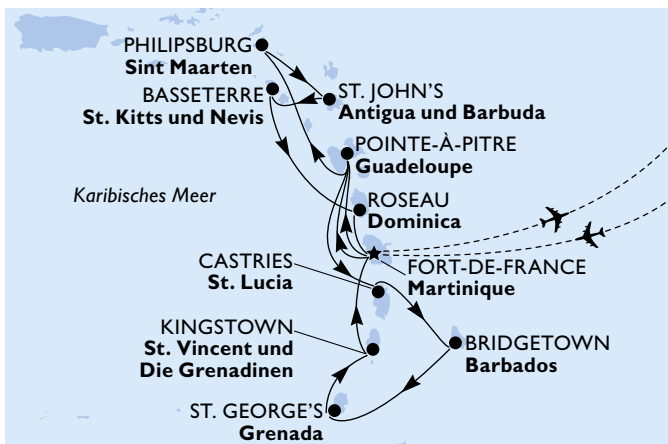 PHILIPSBURG
Sint Maarten
BASSETERRE
St. Kitts und Nevis
ST. JOHN'S
Antigua und Barbuda
POINTE-À-PITRE
Guadeloupe
Karibisches Meer
ROSEAU
Dominica
CASTRIES
St. Lucia
FORT-DE-FRANCE
Martinique
KINGSTOWN
St. Vincent und
Die Grenadinen
BRIDGETOWN
Barbados
ST. GEORGE'S
Grenada